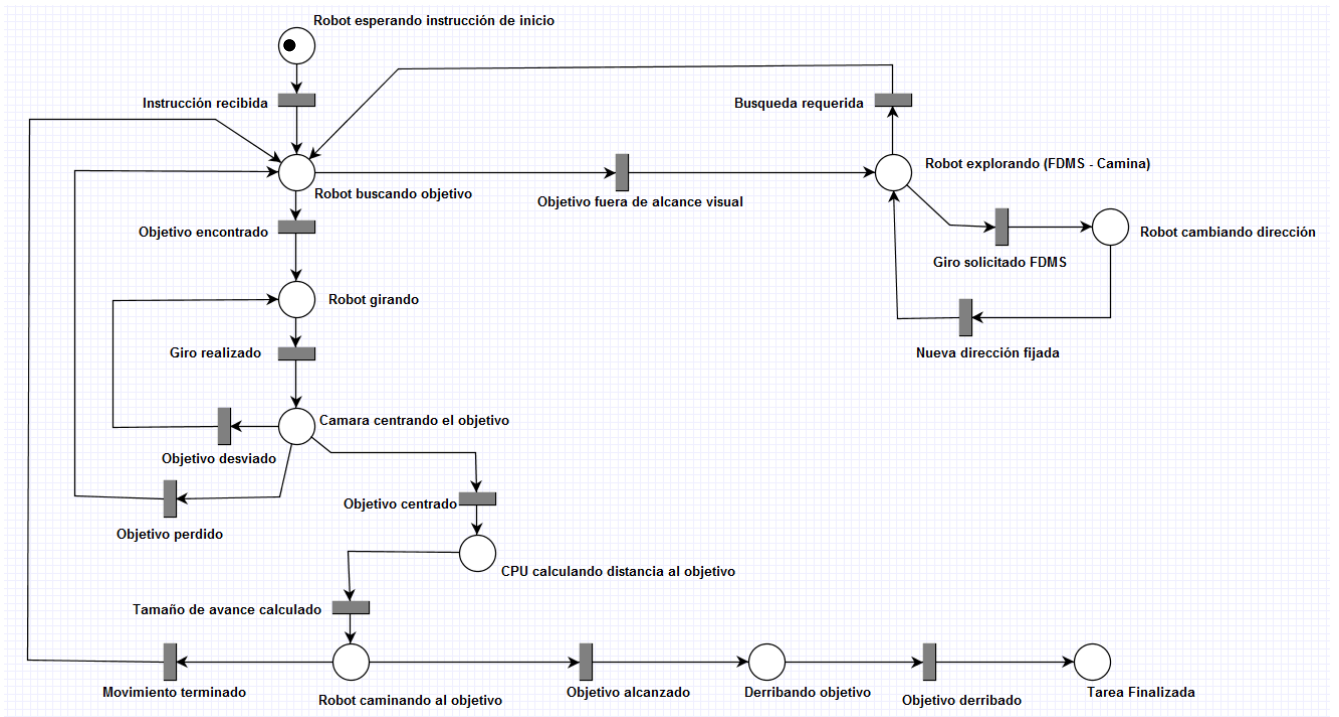 Robot esperando instrucción de inicio
Instrucción recibida
Busqueda requerida
Robot explorando (FDMS - Camina)
Robot buscando objetivo
Objetivo fuera de alcance visual
Objetivo encontrado
Robot cambiando dirección
Giro solicitado FDMS
Robot girando
Giro realizado
Nueva dirección fijada
Camara centrando el objetivo
Objetivo desviado
Objetivo centrado
Objetivo perdido
CPU calculando distancia al objetivo
Tamaño de avance calculado
Movimiento terminado
Robot caminando al objetivo
Objetivo alcanzado
Derribando objetivo
Objetivo derribado
Tarea Finalizada